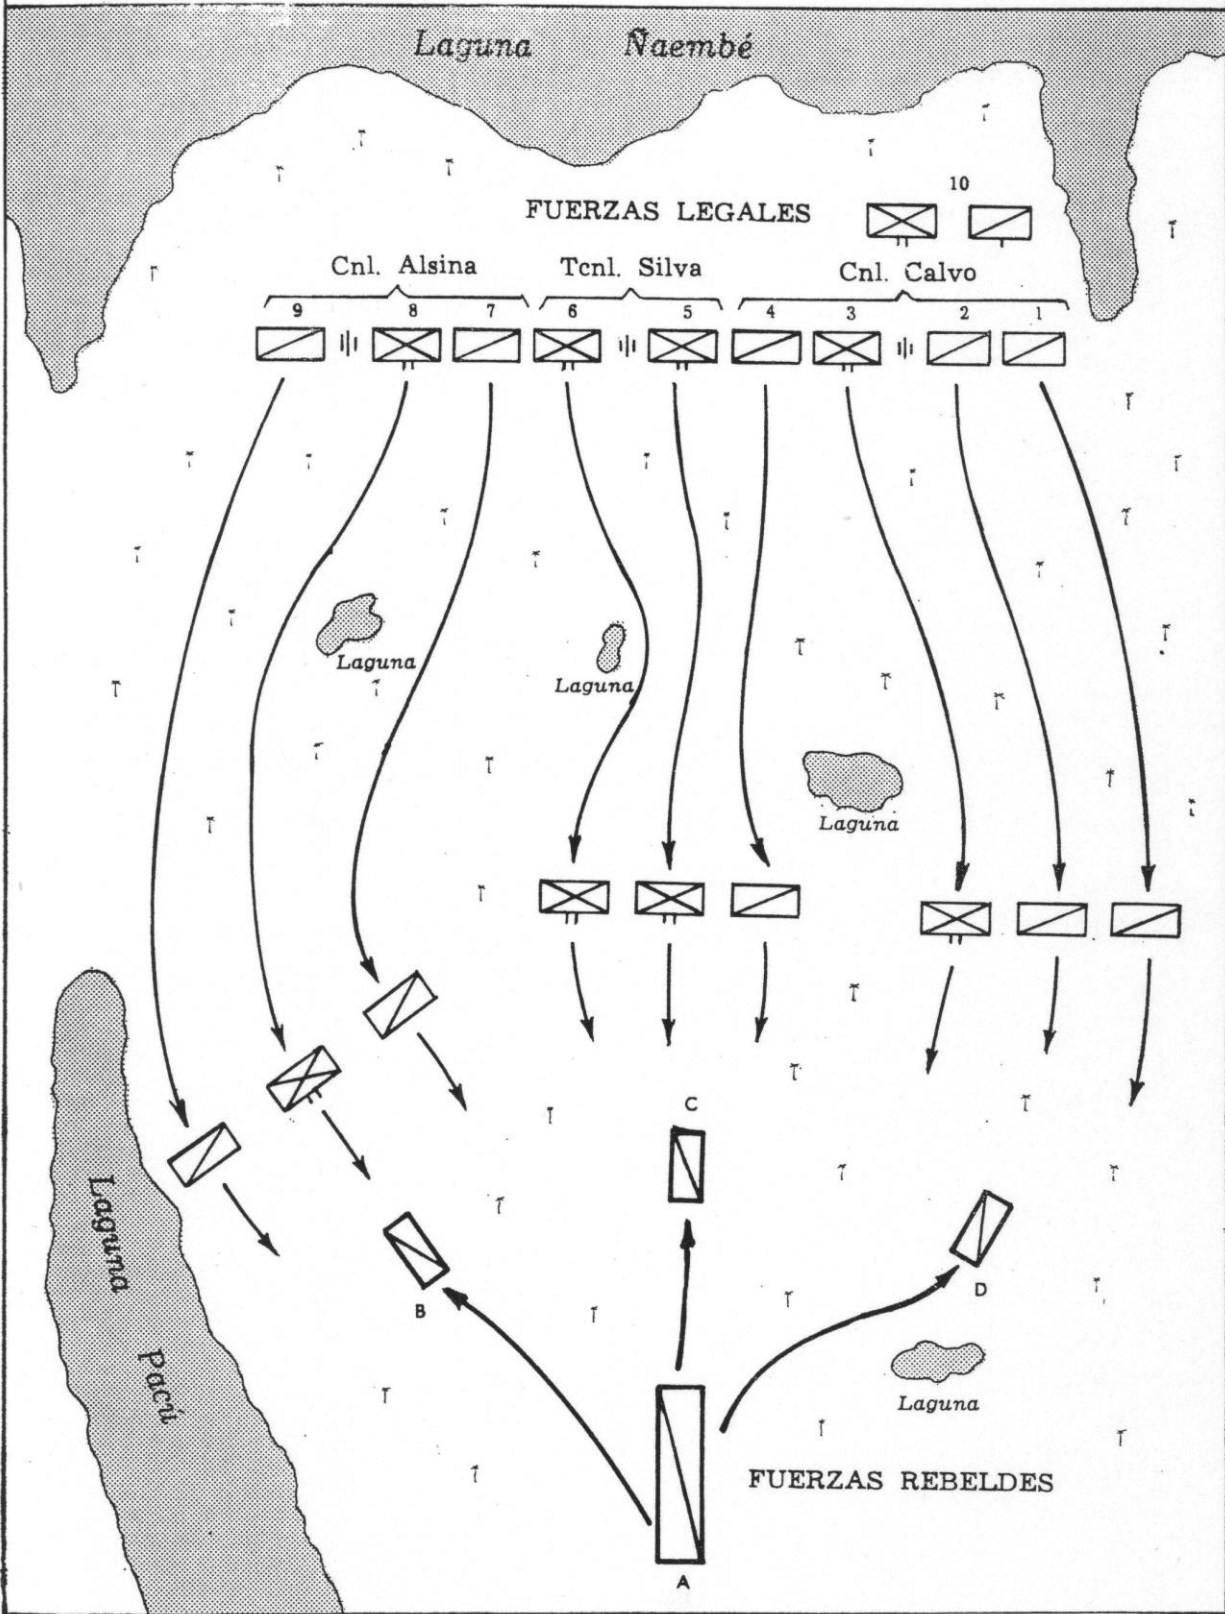 Laguna Ñaembé
10
FUERZAS LEGALES
Cnl. Alsina Tcnl. Silva Cnl. Calvo
9 8 7 6 5 4 3 2 1
Laguna
Laguna
Laguna
C
Laguna Pacú
B
D
Laguna
FUERZAS REBELDES
A